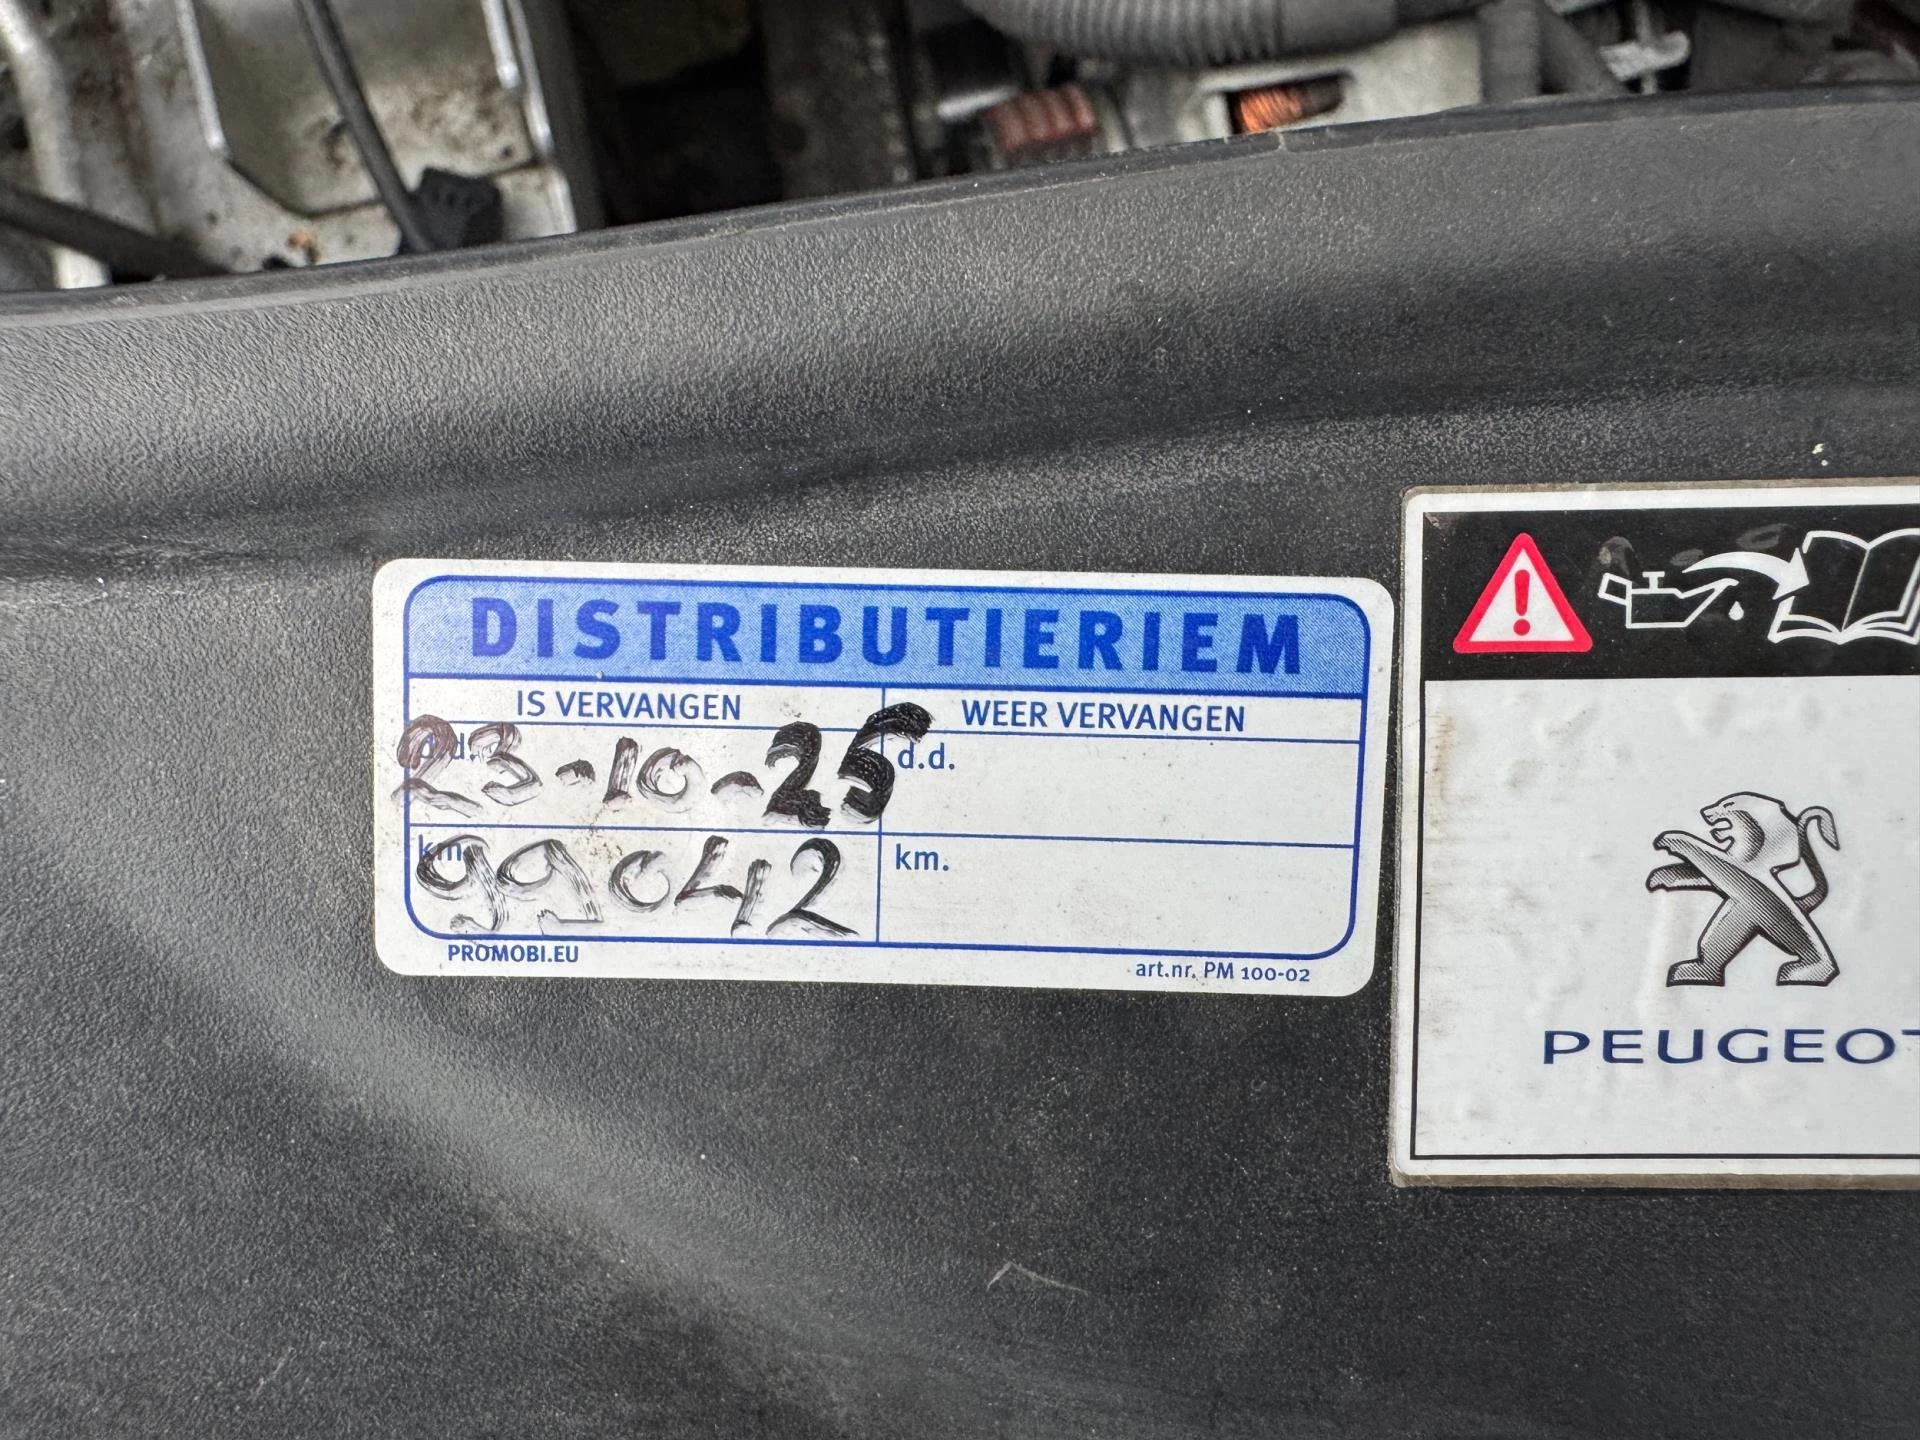 DISTRIBUTIERIEM
IS VERVANGEN
WEER VERVANGEN
d.d. 23-10-25
d.d.
km. 99042
km.
PROMOBI.EU
art.nr. PM 100-02
PEUGEOT